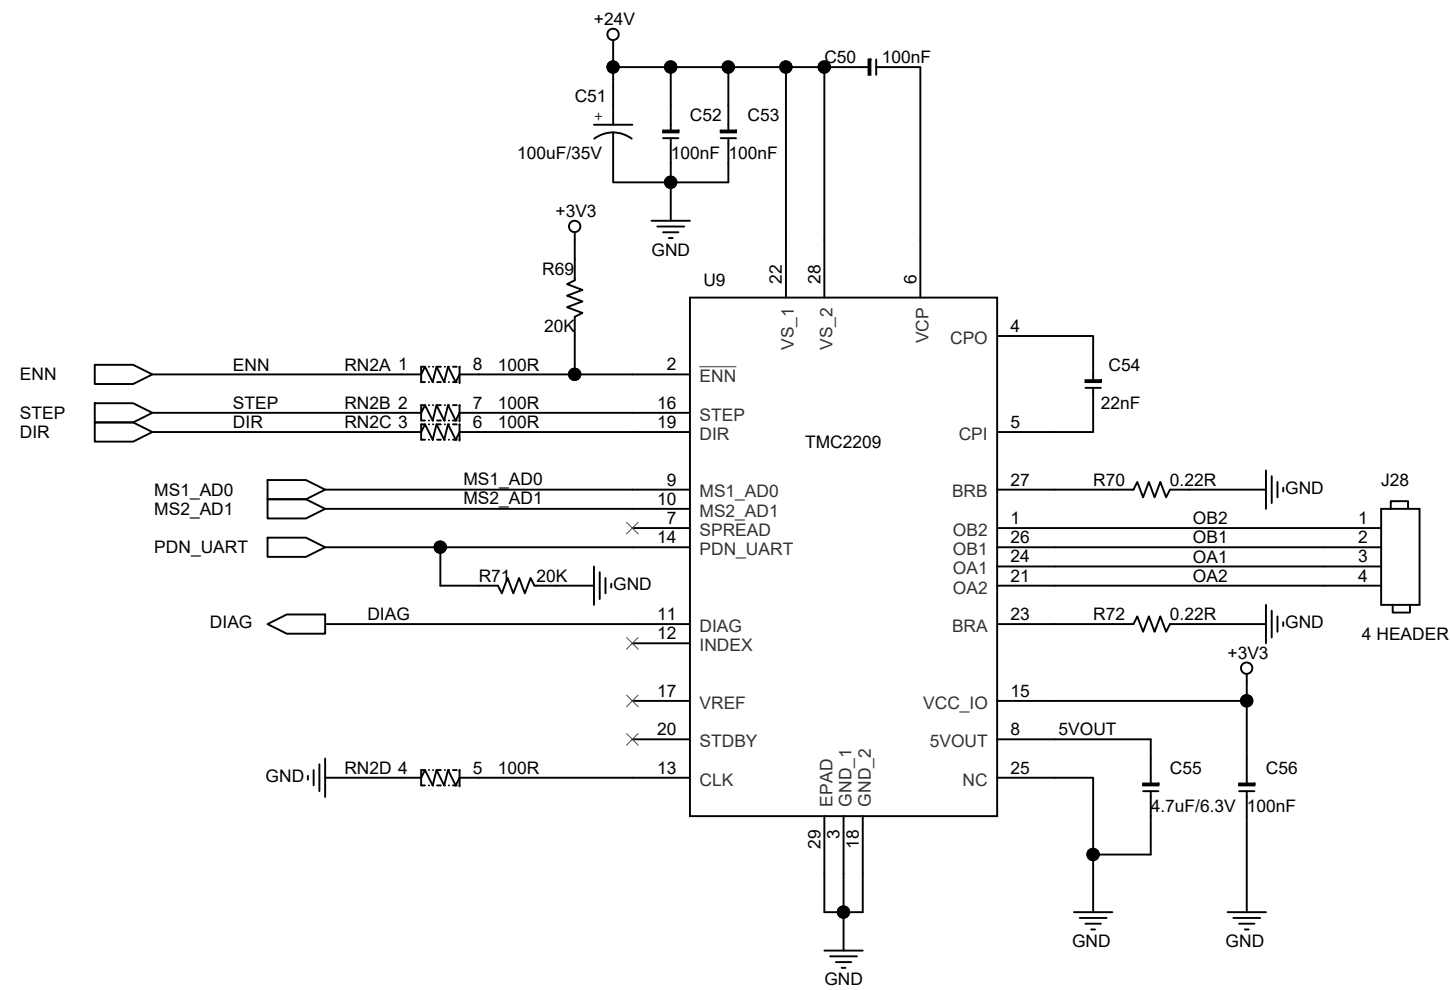 +24V
C50 100nF
C51
+
C52 C53
100uF/35V 100nF 100nF
+3V3
GND
R69
20K
U9
22 28 6
VS_1 VS_2 VCP
ENN ENN RN2A 1 8 100R 2 ENN
STEP STEP RN2B 2 7 100R 16 STEP
DIR DIR RN2C 3 6 100R 19 DIR
TMC2209
MS1_AD0 MS1_AD0 9 MS1_AD0
MS2_AD1 MS2_AD1 10 MS2_AD1
7 SPREAD
PDN_UART 14 PDN_UART
R71 20K GND
DIAG DIAG 11 DIAG
12 INDEX
17 VREF
20 STDBY
GND RN2D 4 5 100R 13 CLK
CPO 4
C54
22nF
CPI 5
BRB 27 R70 0.22R GND
J28
OB2 1 OB2 1
OB1 26 OB1 2
OA1 24 OA1 3
OA2 21 OA2 4
BRA 23 R72 0.22R GND
4 HEADER
+3V3
VCC_IO 15
5VOUT 8 5VOUT
NC 25
C55 C56
4.7uF/6.3V 100nF
EPAD GND_1 GND_2
29 3 18
GND GND
GND